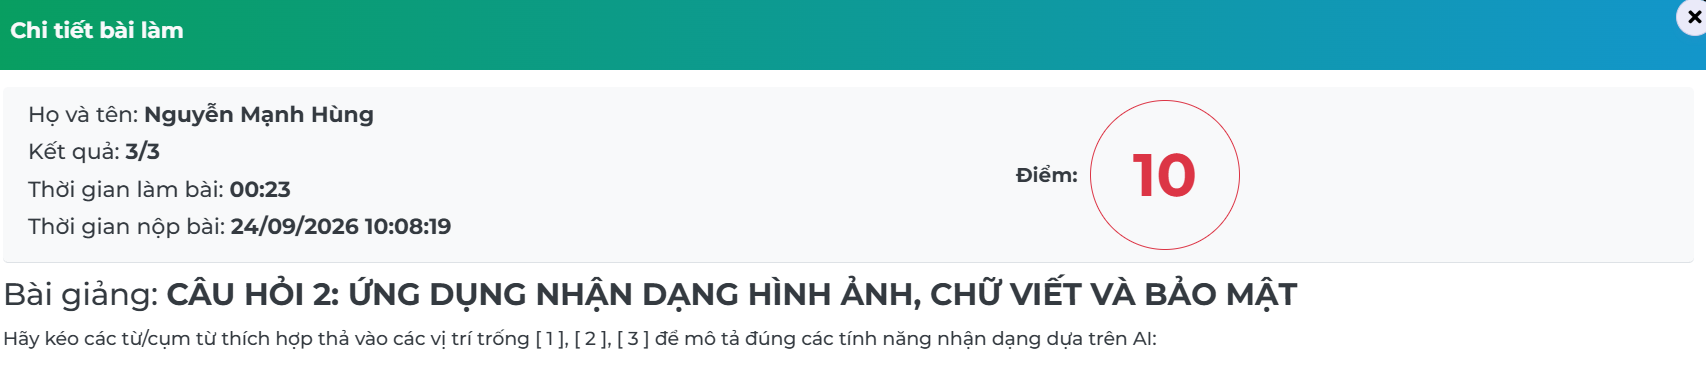 Chi tiết bài làm
Họ và tên: Nguyễn Mạnh Hùng
Kết quả: 3/3
Thời gian làm bài: 00:23
Thời gian nộp bài: 24/09/2026 10:08:19
Điểm: 10
Bài giảng: CÂU HỎI 2: ỨNG DỤNG NHẬN DẠNG HÌNH ẢNH, CHỮ VIẾT VÀ BẢO MẬT
Hãy kéo các từ/cụm từ thích hợp thả vào các vị trí trống [ 1 ], [ 2 ], [ 3 ] để mô tả đúng các tính năng nhận dạng dựa trên AI: